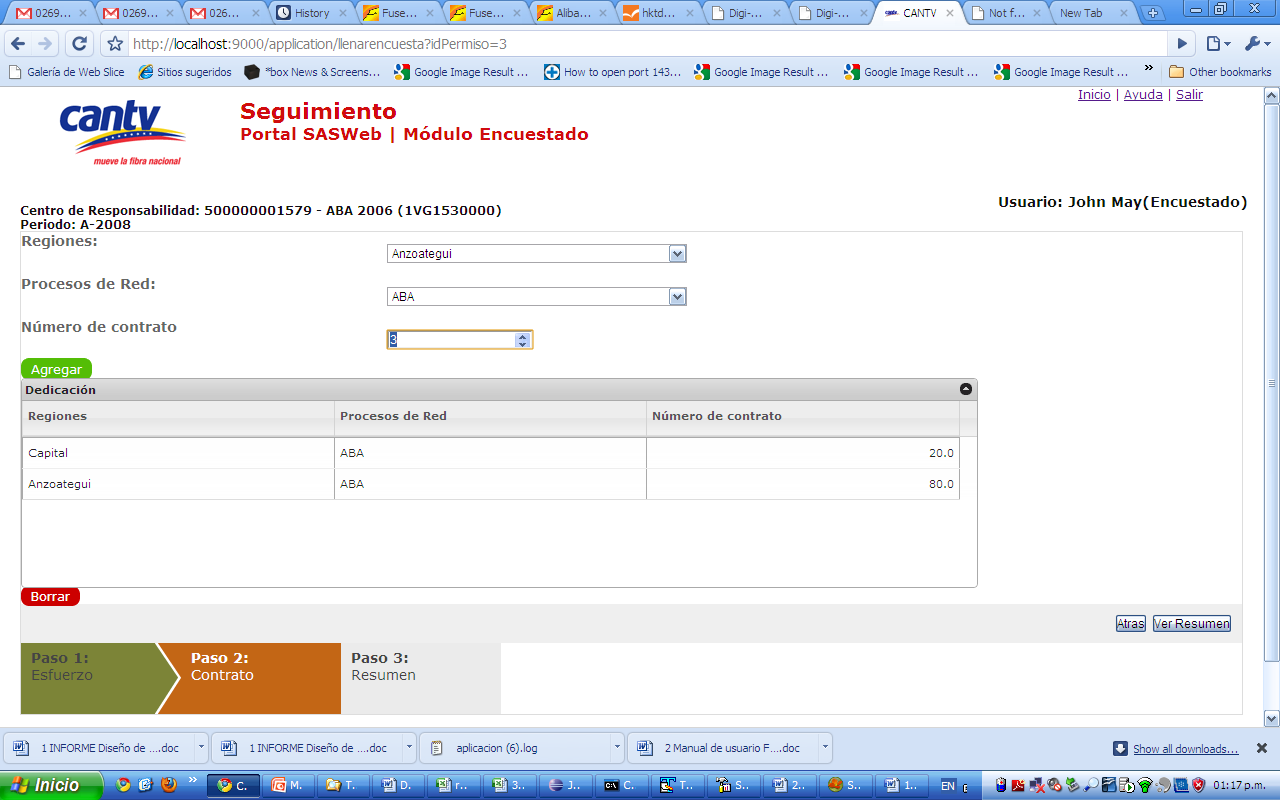 0269...
0269...
026...
History
Fuse...
Fuse...
Aliba...
hktd...
Digi-...
Digi-...
CANTV
Not f...
New Tab
http://localhost:9000/application/llenarencuesta?idPermiso=3
Galería de Web Slice
Sitios sugeridos
*box News & Screens...
Google Image Result ...
How to open port 143...
Google Image Result ...
Google Image Result ...
Google Image Result ...
»
Other bookmarks
Inicio | Ayuda | Salir
cantv
mueve la fibra nacional
Seguimiento
Portal SASWeb | Módulo Encuestado
Usuario: John May(Encuestado)
Centro de Responsabilidad: 500000001579 - ABA 2006 (1VG1530000)
Periodo: A-2008
Regiones:
Anzoategui
Procesos de Red:
ABA
Número de contrato
3
Agregar
Dedicación
Regiones Procesos de Red Número de contrato
Capital ABA 20.0
Anzoategui ABA 80.0
Borrar
Atras Ver Resumen
Paso 1:
Esfuerzo
Paso 2:
Contrato
Paso 3:
Resumen
1 INFORME Diseño de ....doc
1 INFORME Diseño de ....doc
aplicacion (6).log
2 Manual de usuario F....doc
Show all downloads...
Inicio
»
C.
M.
T..
D.
r..
3..
J..
C.
T..
S..
2..
S..
1..
EN
01:17 p.m.